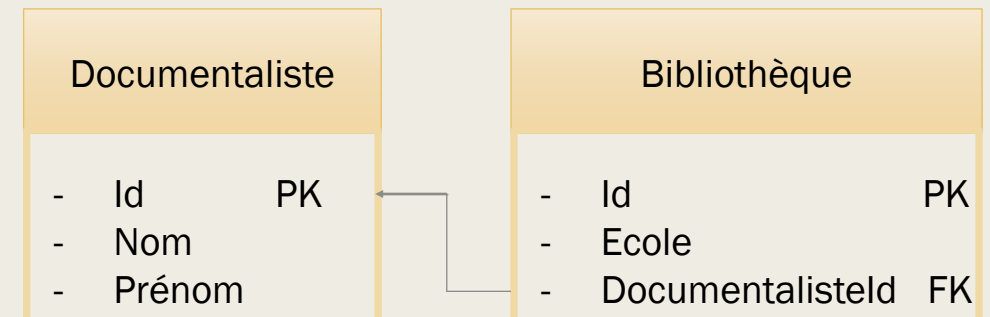 Documentaliste
- Id PK
- Nom
- Prénom
Bibliothèque
- Id PK
- Ecole
- DocumentalisteId FK